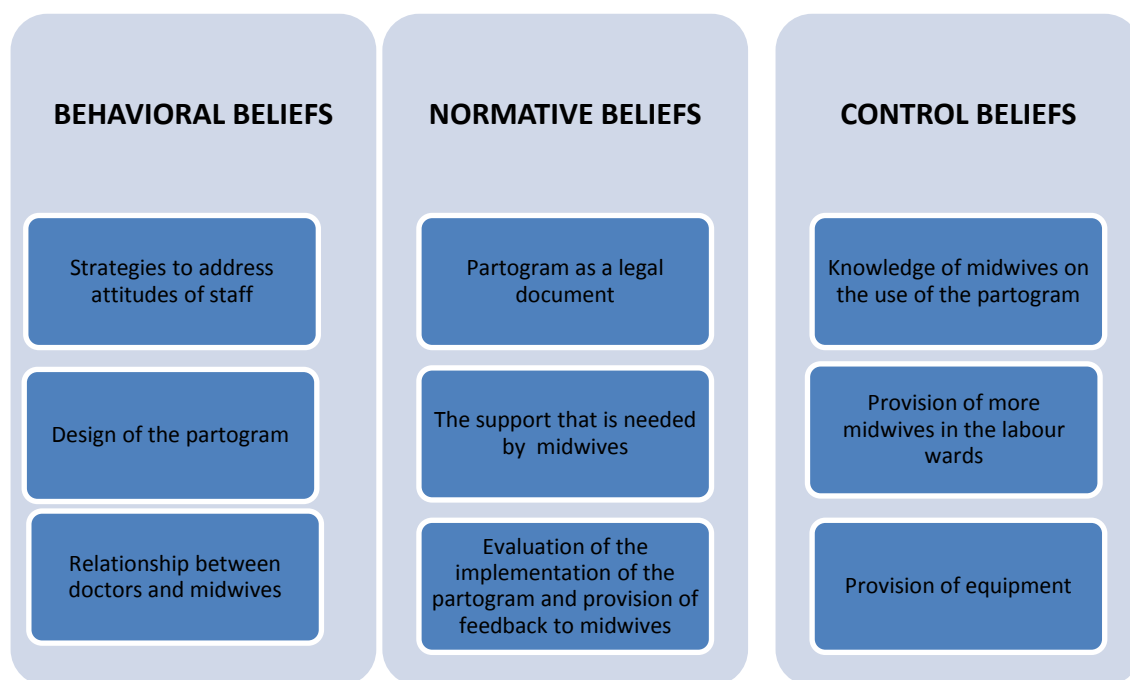 BEHAVIORAL BELIEFS
Strategies to address
attitudes of staff
Design of the partogram
Relationship between
doctors and midwives
NORMATIVE BELIEFS
Partogram as a legal
document
The support that is needed
by midwives
Evaluation of the
implementation of the
partogram and provision of
feedback to midwives
CONTROL BELIEFS
Knowledge of midwives on
the use of the partogram
Provision of more
midwives in the labour
wards
Provision of equipment